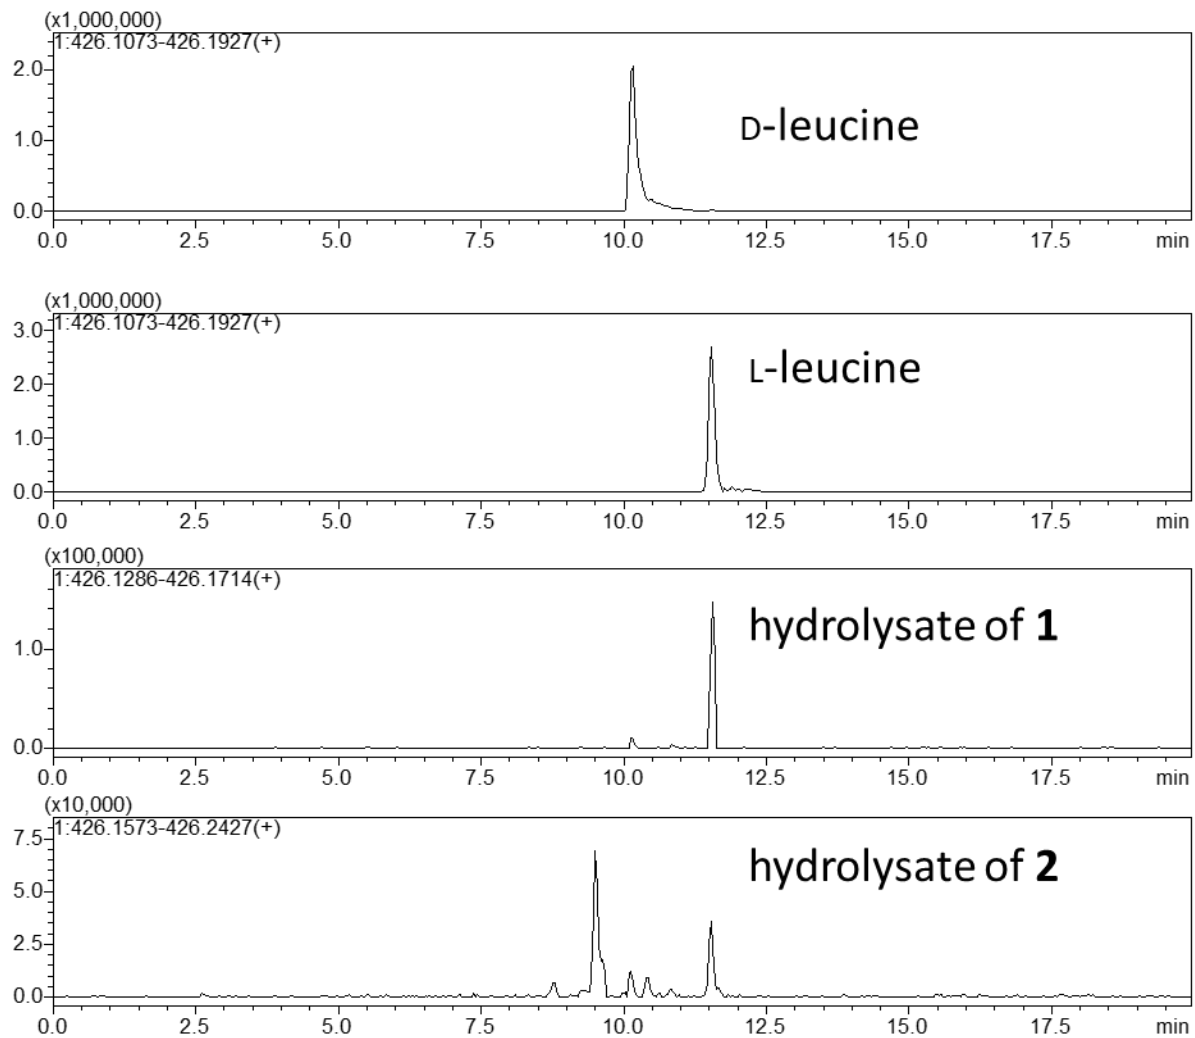 (x1,000,000)
1:426.1073-426.1927(+)
2.0
1.0
0.0
D-leucine
0.0 2.5 5.0 7.5 10.0 12.5 15.0 17.5 min
(x1,000,000)
1:426.1073-426.1927(+)
3.0
2.0
1.0
0.0
L-leucine
0.0 2.5 5.0 7.5 10.0 12.5 15.0 17.5 min
(x100,000)
1:426.1286-426.1714(+)
1.0
0.0
hydrolysate of 1
0.0 2.5 5.0 7.5 10.0 12.5 15.0 17.5 min
(x10,000)
1:426.1573-426.2427(+)
7.5
5.0
2.5
0.0
hydrolysate of 2
0.0 2.5 5.0 7.5 10.0 12.5 15.0 17.5 min